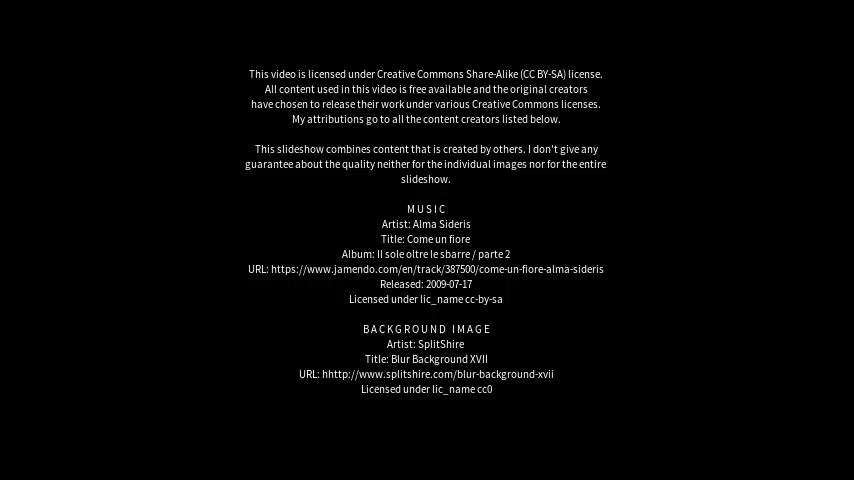 This video is licensed under Creative Commons Share-Alike (CC BY-SA) license.
All content used in this video is free available and the original creators
have chosen to release their work under various Creative Commons licenses.
My attributions go to all the content creators listed below.
This slideshow combines content that is created by others. I don't give any
guarantee about the quality neither for the individual images nor for the entire
slideshow.
MUSIC
Artist: Alma Sideris
Title: Come un fiore
Album: Il sole oltre le sbarre / parte 2
URL: https://www.jamendo.com/en/track/387500/come-un-fiore-alma-sideris
Released: 2009-07-17
Licensed under lic_name cc-by-sa
BACKGROUND IMAGE
Artist: SplitShire
Title: Blur Background XVII
URL: hhttp://www.splitshire.com/blur-background-xvii
Licensed under lic_name cc0